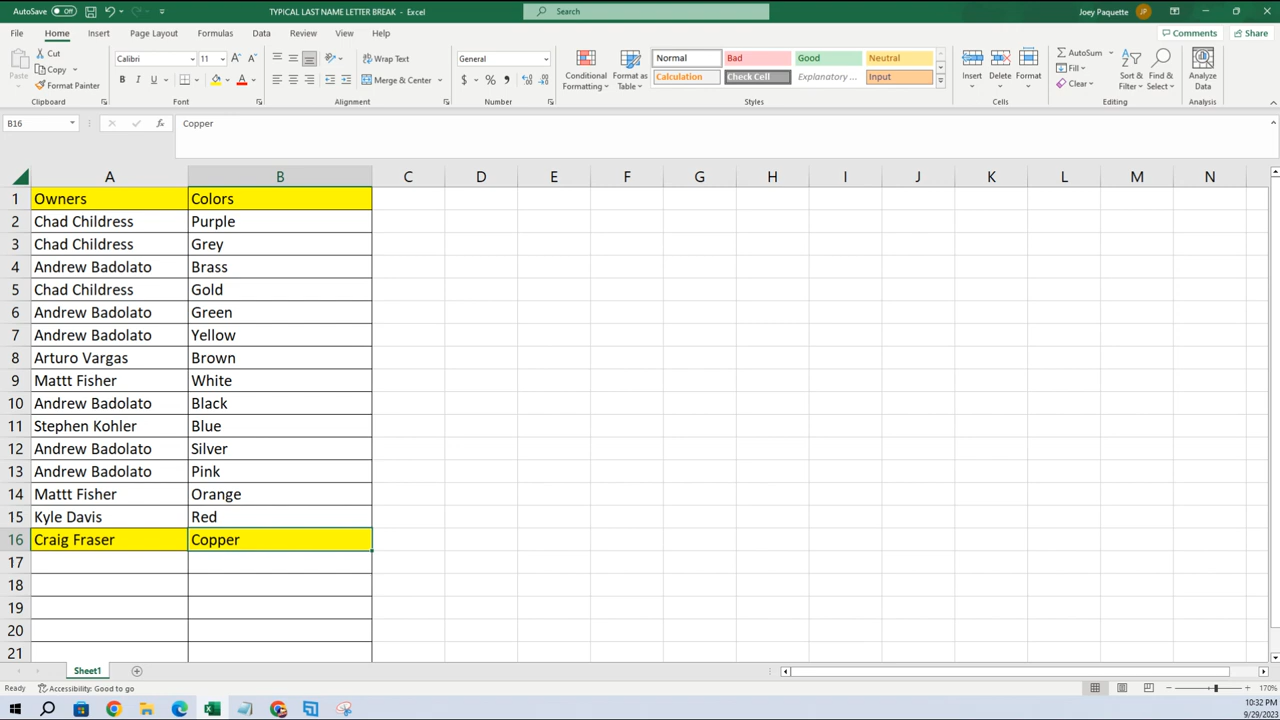 AutoSave Off TYPICAL LAST NAME LETTER BREAK - Excel Search Joey Paquette JP
File Home Insert Page Layout Formulas Data Review View Help Comments Share
Paste Cut Copy Format Painter Clipboard
Calibri 11 A A B I U A Font
Wrap Text Merge & Center Alignment
General $ % , Number
Conditional Formatting Format as Table Normal Bad Good Neutral Calculation Check Cell Explanatory ... Input Styles
Insert Delete Format Cells
AutoSum Fill Clear Sort & Filter Find & Select Editing
Analyze Data Analysis
B16 fx Copper
A B C D E F G H I J K L M N
1 Owners Colors
2 Chad Childress Purple
3 Chad Childress Grey
4 Andrew Badolato Brass
5 Chad Childress Gold
6 Andrew Badolato Green
7 Andrew Badolato Yellow
8 Arturo Vargas Brown
9 Mattt Fisher White
10 Andrew Badolato Black
11 Stephen Kohler Blue
12 Andrew Badolato Silver
13 Andrew Badolato Pink
14 Mattt Fisher Orange
15 Kyle Davis Red
16 Craig Fraser Copper
17
18
19
20
21
Sheet1
Ready Accessibility: Good to go 170%
10:32 PM
9/29/2023